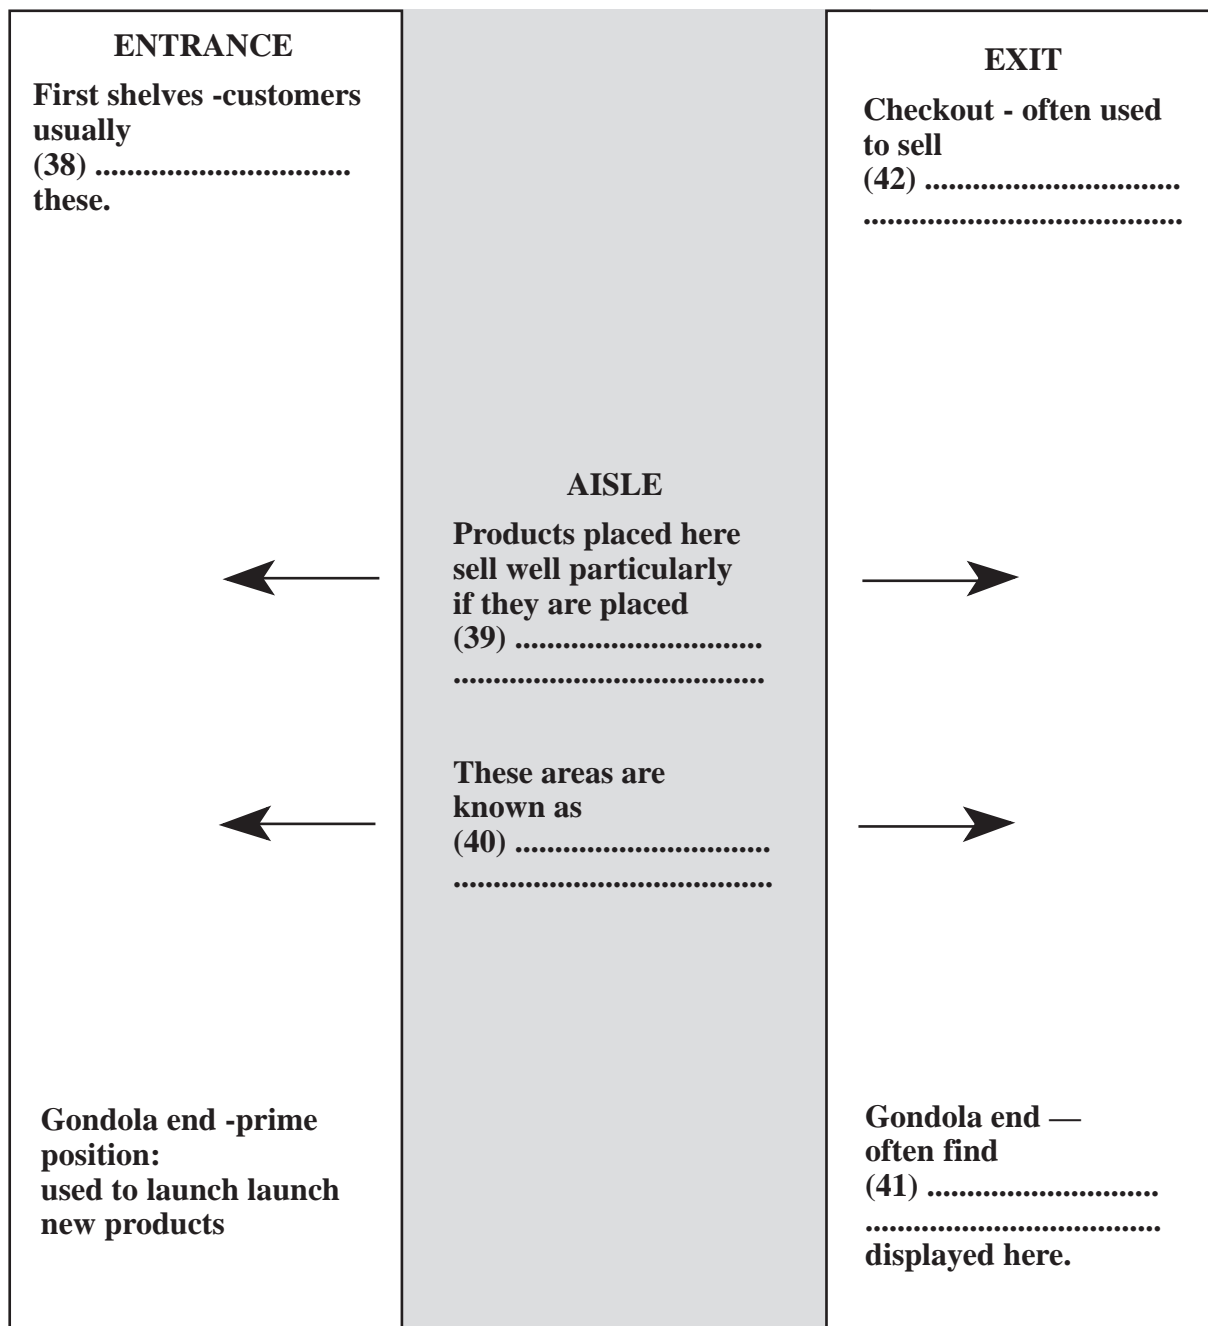 ENTRANCE
First shelves -customers
usually
(38) ................................
these.
Gondola end -prime
position:
used to launch launch
new products
AISLE
Products placed here
sell well particularly
if they are placed
(39) ...............................
.......................................
These areas are
known as
(40) ................................
........................................
EXIT
Checkout - often used
to sell
(42) ................................
........................................
Gondola end —
often find
(41) .............................
.....................................
displayed here.